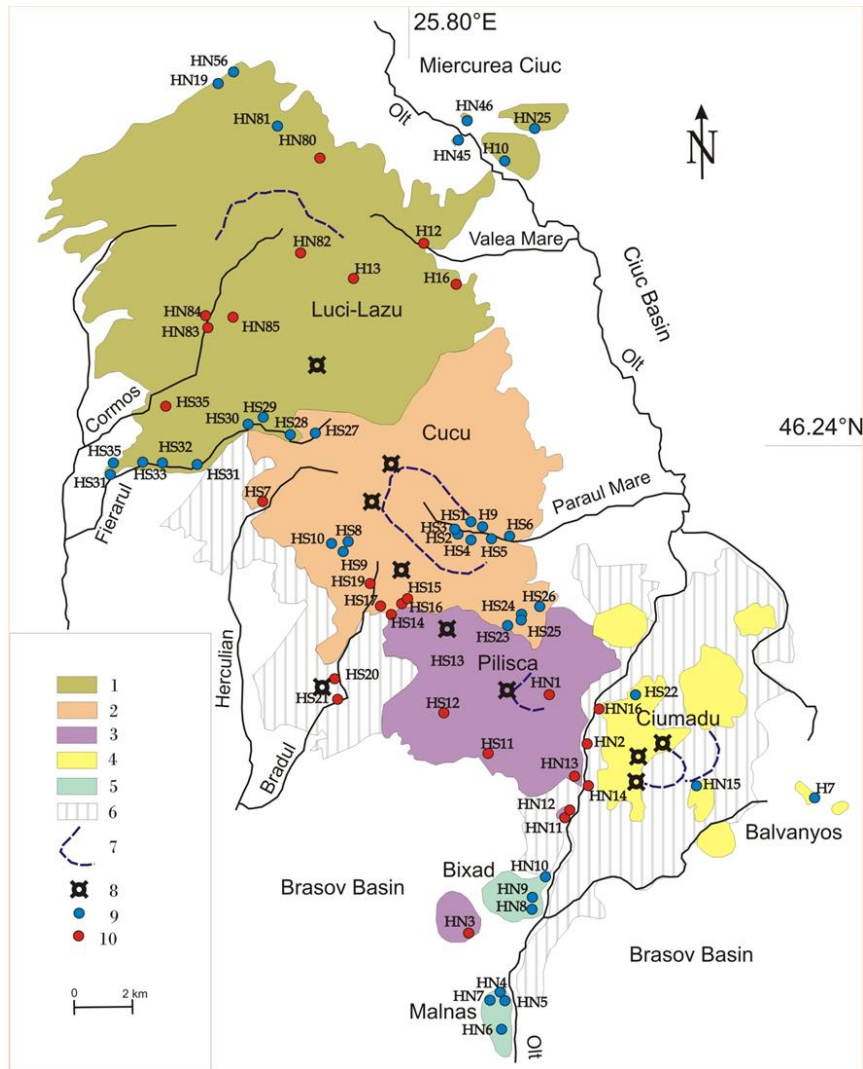 25.80°E
Miercurea Ciuc
HN56
HN19
Olt
HN46
HN25
HN81
HN80
HN45
H10
N
H12
Valea Mare
HN82
H13
H16
Ciuc Basin
Luci-Lazu
HN84
HN83
HN85
Olt
Cormos
HS35
HS29
HS30
HS28
HS27
Cucu
46.24°N
HS35
HS32
HS33
HS31
HS31
Fierarul
HS7
Paraul Mare
HS1
H9
HS3
HS6
HS2
HS4
HS5
HS10
HS8
HS9
HS19
HS15
HS17
HS16
HS14
HS24
HS26
HS23
HS25
Herculian
HS13
Pilisca
HS20
HS21
HN1
HS22
HS12
HN16
Ciumadu
HN2
HS11
Bradul
HN13
HN14
HN15
H7
HN12
HN11
Balvanyos
Bixad
HN10
Brasov Basin
HN9
HN8
HN3
Brasov Basin
HN4
HN7
HN5
Malnas
HN6
Olt
1
2
3
4
5
6
7
8
9
10
0 2 km